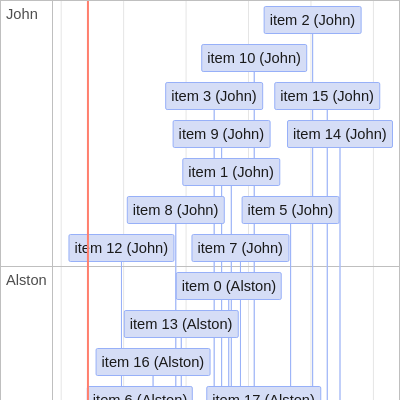 John
item 2 (John)
item 10 (John)
item 3 (John)
item 15 (John)
item 9 (John)
item 14 (John)
item 1 (John)
item 8 (John)
item 5 (John)
item 12 (John)
item 7 (John)
Alston
item 0 (Alston)
item 13 (Alston)
item 16 (Alston)
item 6 (Alston)
item 17 (Alston)